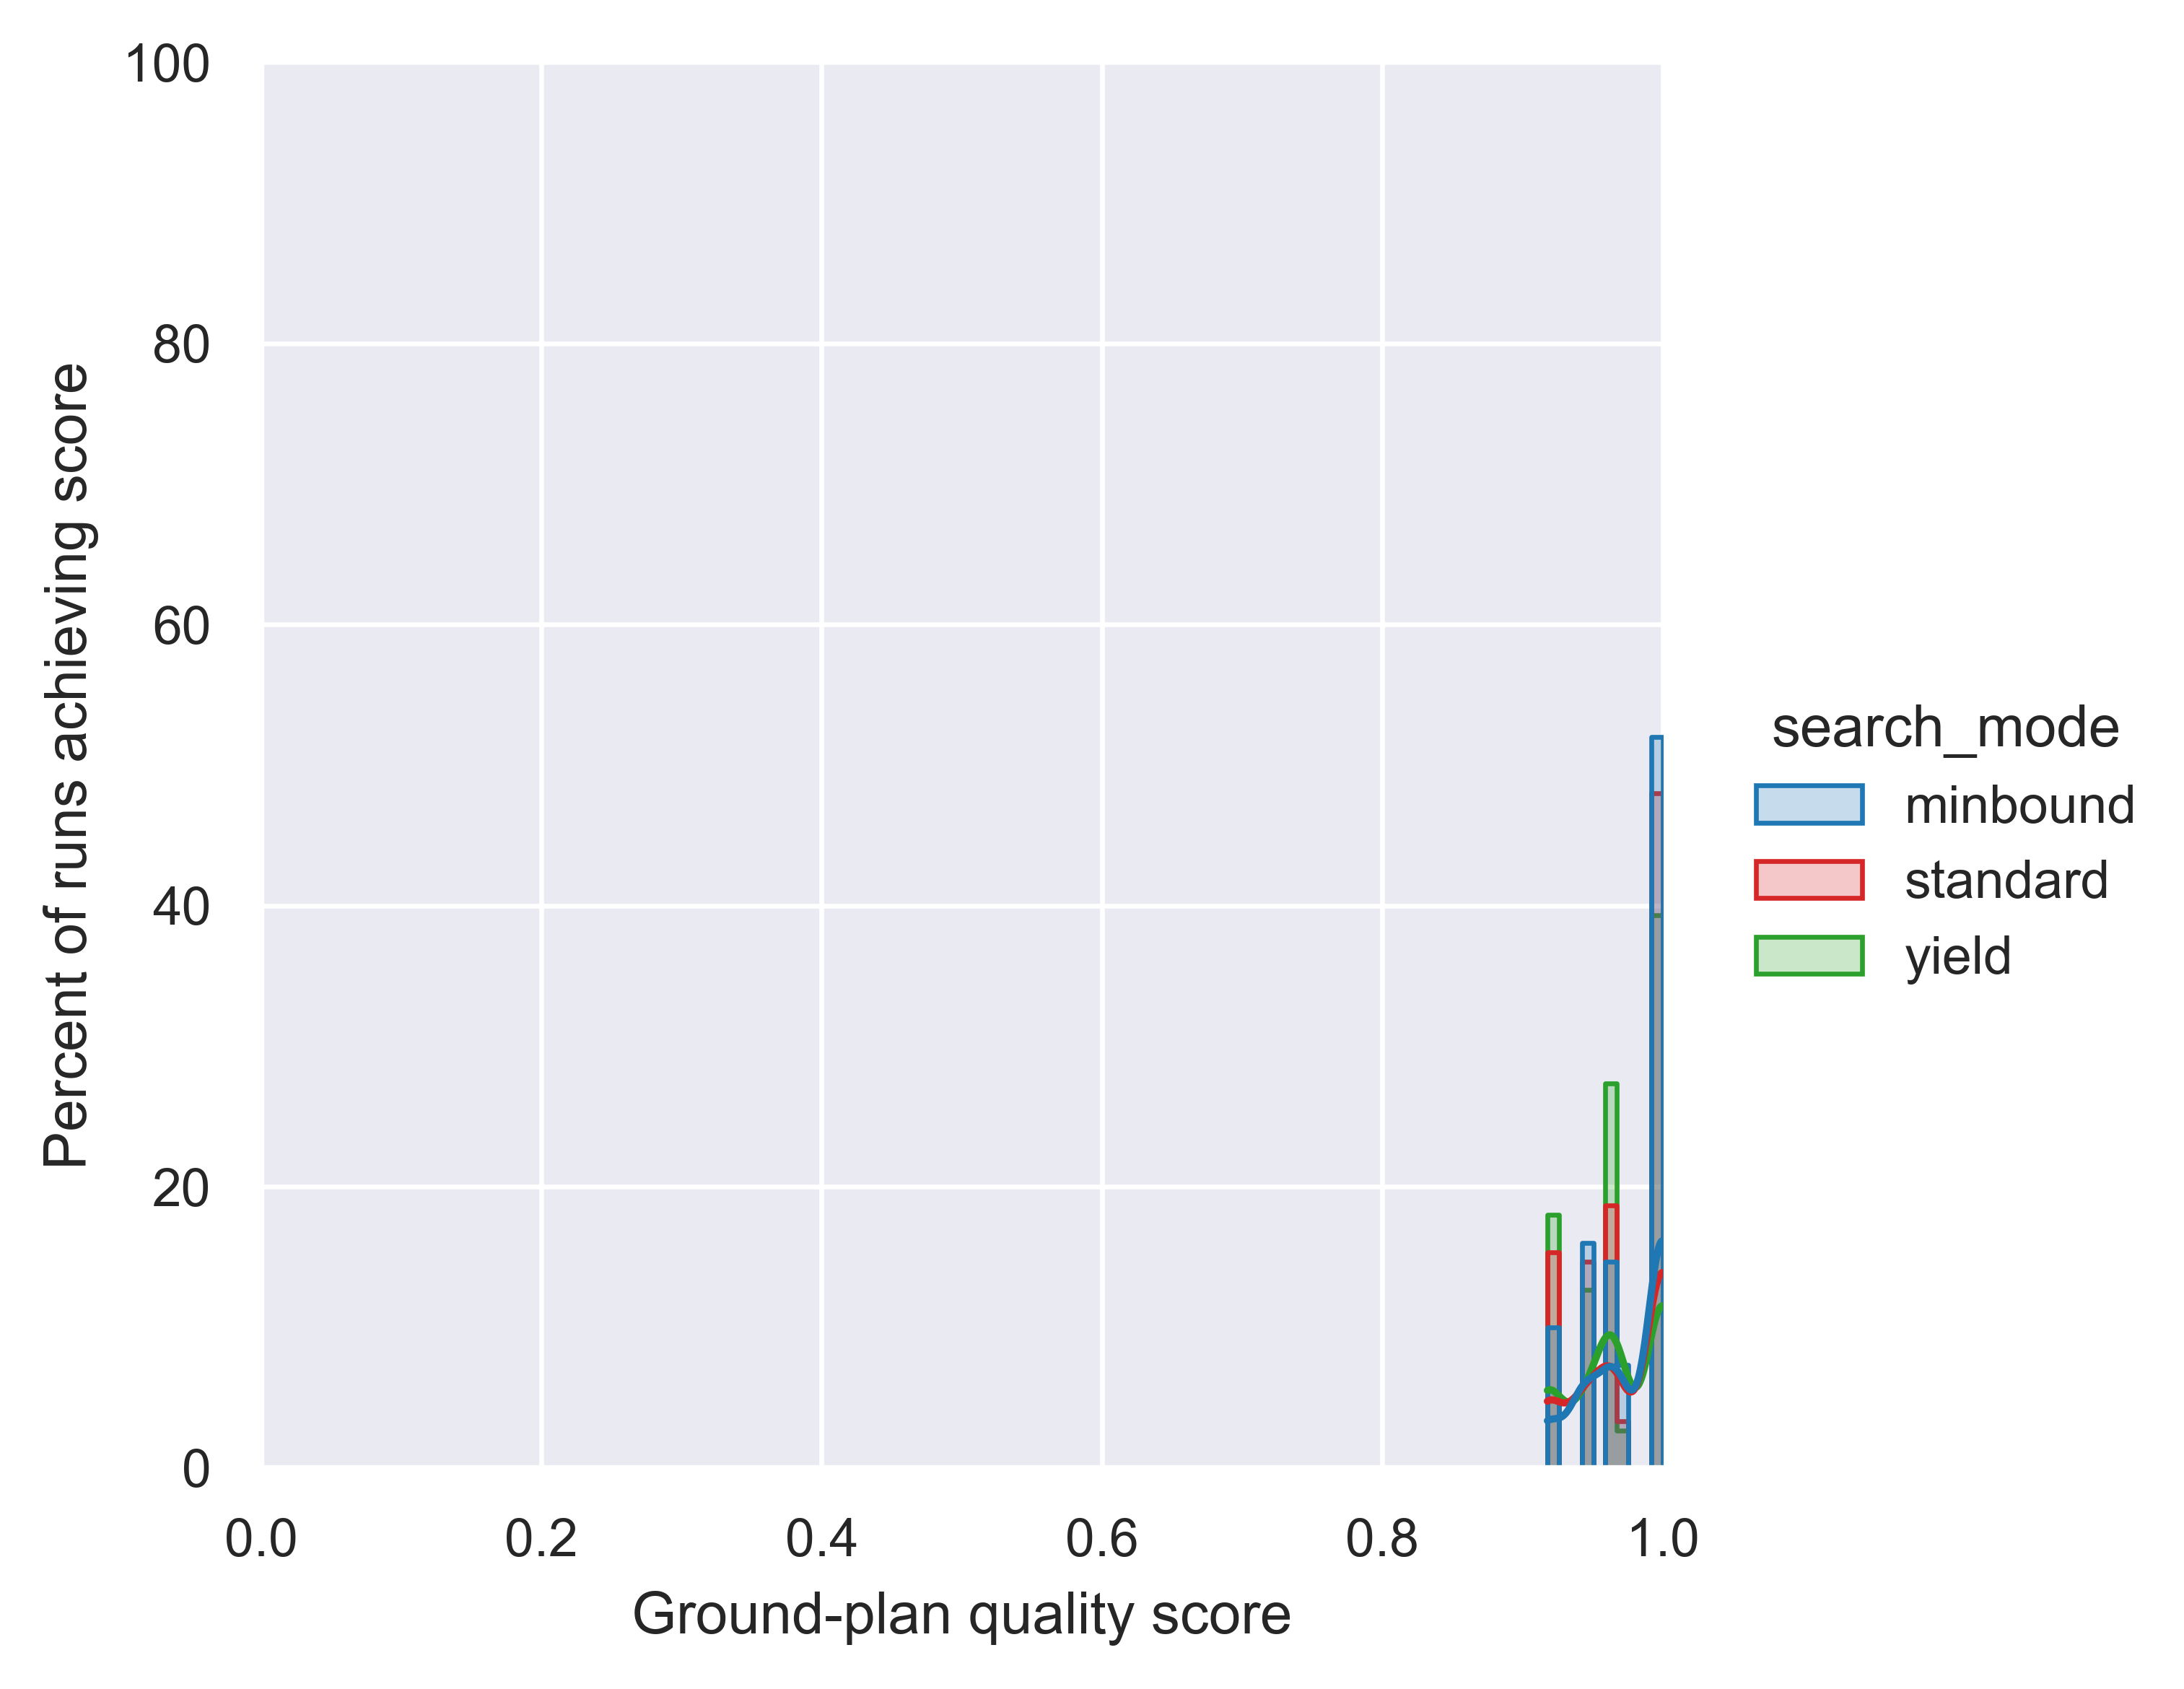 Percent of runs achieving score
100
80
60
40
20
0
0.0 0.2 0.4 0.6 0.8 1.0
Ground-plan quality score
search_mode
minbound
standard
yield